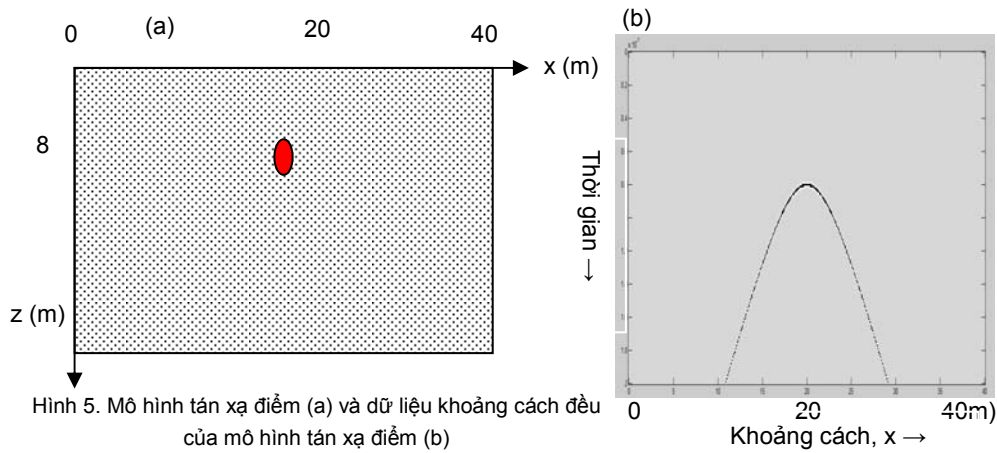 (a)
0 20 40
x (m)
8
z (m)
Hình 5. Mô hình tán xạ điểm (a) và dữ liệu khoảng cách đều
của mô hình tán xạ điểm (b)
(b)
Thời gian →
0 20 40m)
Khoảng cách, x →